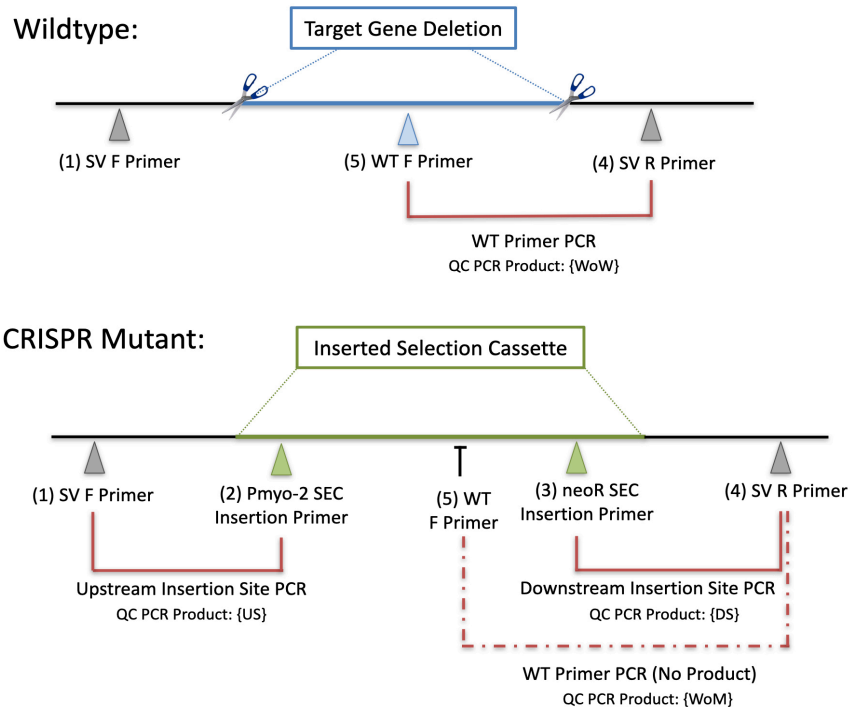 Wildtype:
Target Gene Deletion
(1) SV F Primer
(5) WT F Primer
(4) SV R Primer
WT Primer PCR
QC PCR Product: {WoW}
CRISPR Mutant:
Inserted Selection Cassette
(1) SV F Primer
(2) Pmyo-2 SEC
Insertion Primer
(5) WT
F Primer
(3) neoR SEC
Insertion Primer
(4) SV R Primer
Upstream Insertion Site PCR
QC PCR Product: {US}
Downstream Insertion Site PCR
QC PCR Product: {DS}
WT Primer PCR (No Product)
QC PCR Product: {WoM}